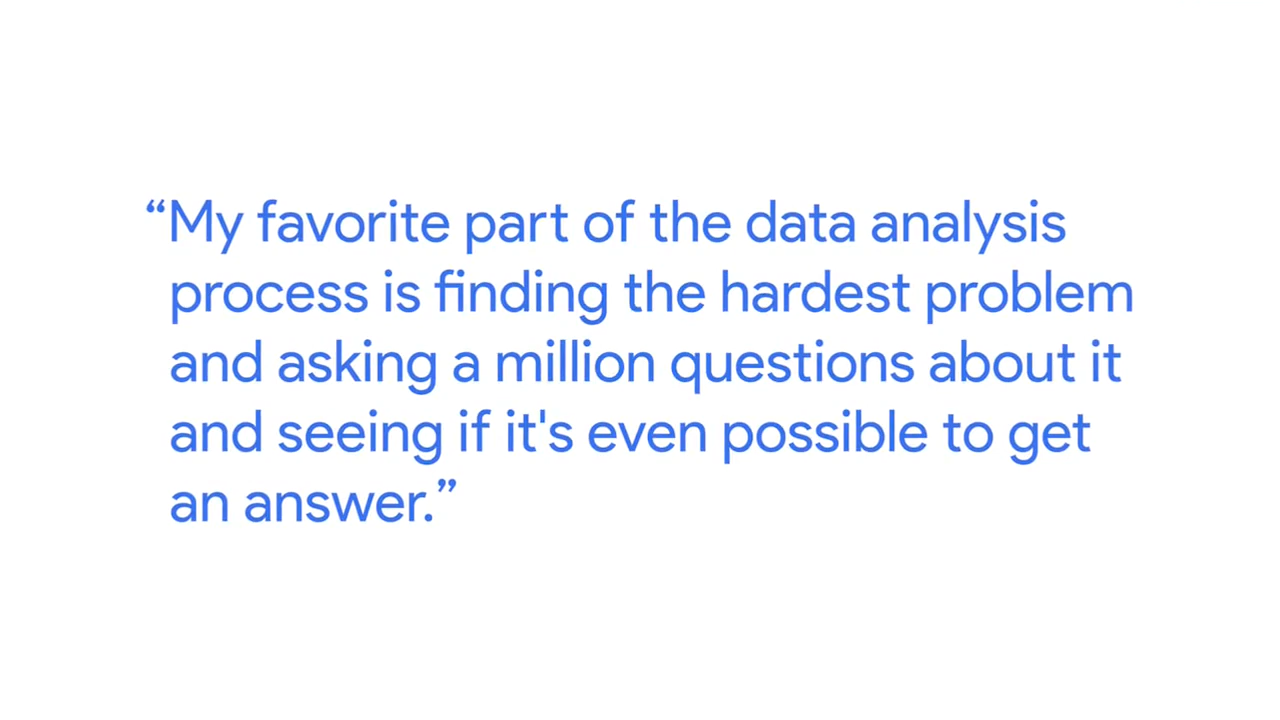 “My favorite part of the data analysis
process is finding the hardest problem
and asking a million questions about it
and seeing if it's even possible to get
an answer.”